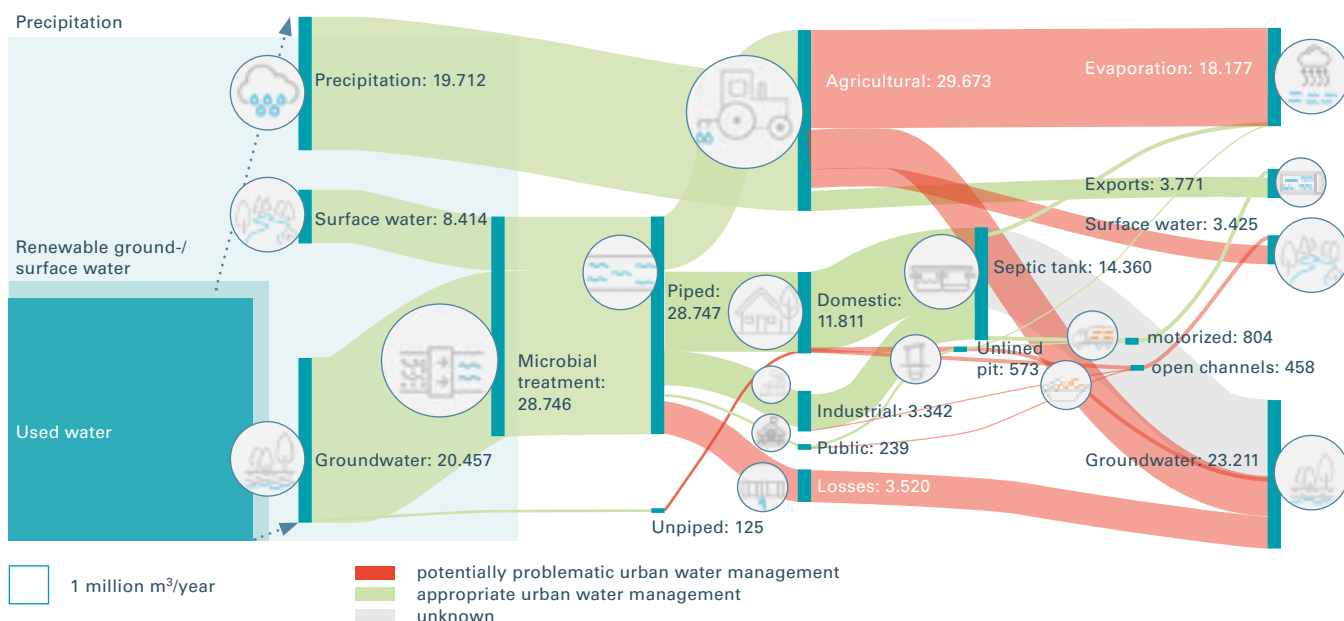 Precipitation
Precipitation: 19.712
Agricultural: 29.673
Evaporation: 18.177
Exports: 3.771
Surface water: 8.414
Surface water: 3.425
Renewable ground-/
surface water
Septic tank: 14.360
Piped:
28.747
Domestic:
11.811
motorized: 804
Unlined
pit: 573
open channels: 458
Microbial
treatment:
28.746
Used water
Industrial: 3.342
Public: 239
Groundwater: 20.457
Groundwater: 23.211
Losses: 3.520
Unpiped: 125
1 million m³/year
potentially problematic urban water management
appropriate urban water management
unknown